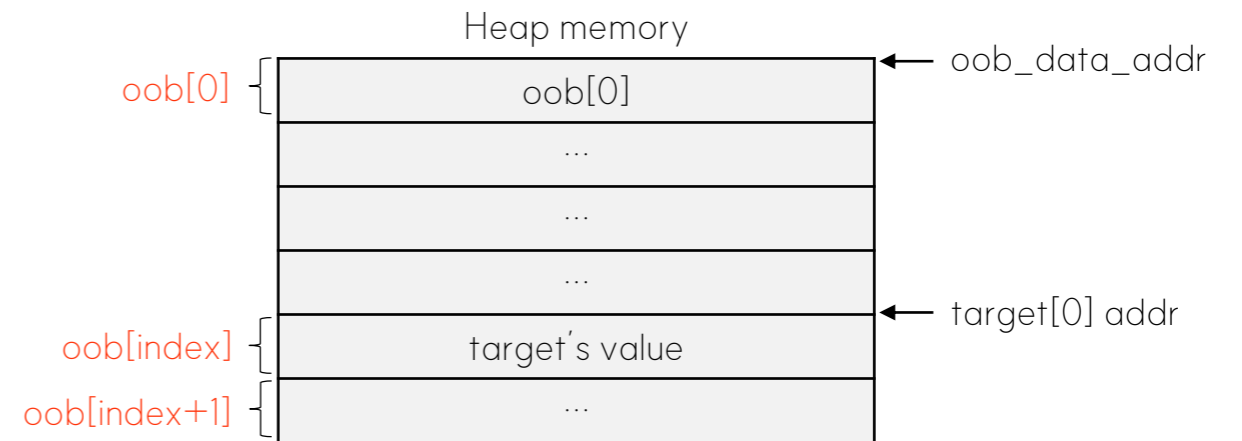 Heap memory
oob_data_addr
oob[0]
oob[0]
...
...
...
target[0] addr
oob[index]
target's value
oob[index+1]
...